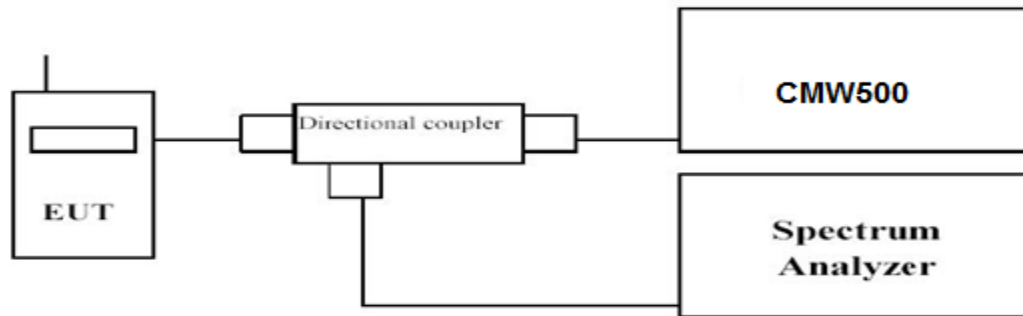 CMW500
Directional coupler
EUT
Spectrum
Analyzer